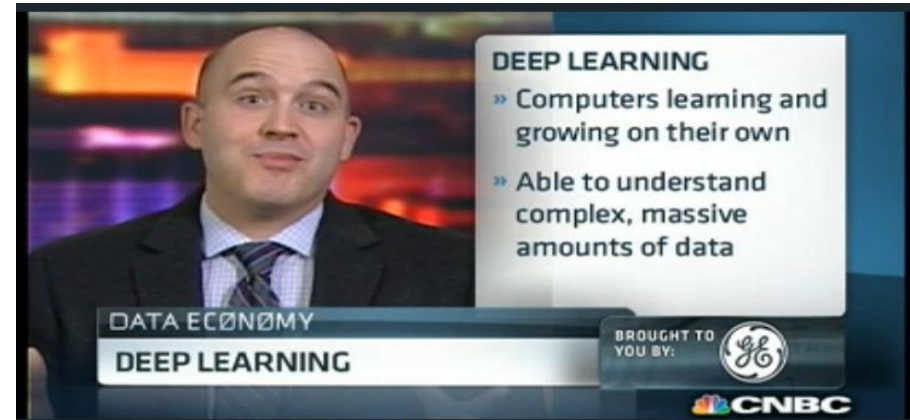 DEEP LEARNING
» Computers learning and
growing on their own
» Able to understand
complex, massive
amounts of data
DATA ECØNØMY
DEEP LEARNING
BROUGHT TO
YOU BY:
GE
CNBC